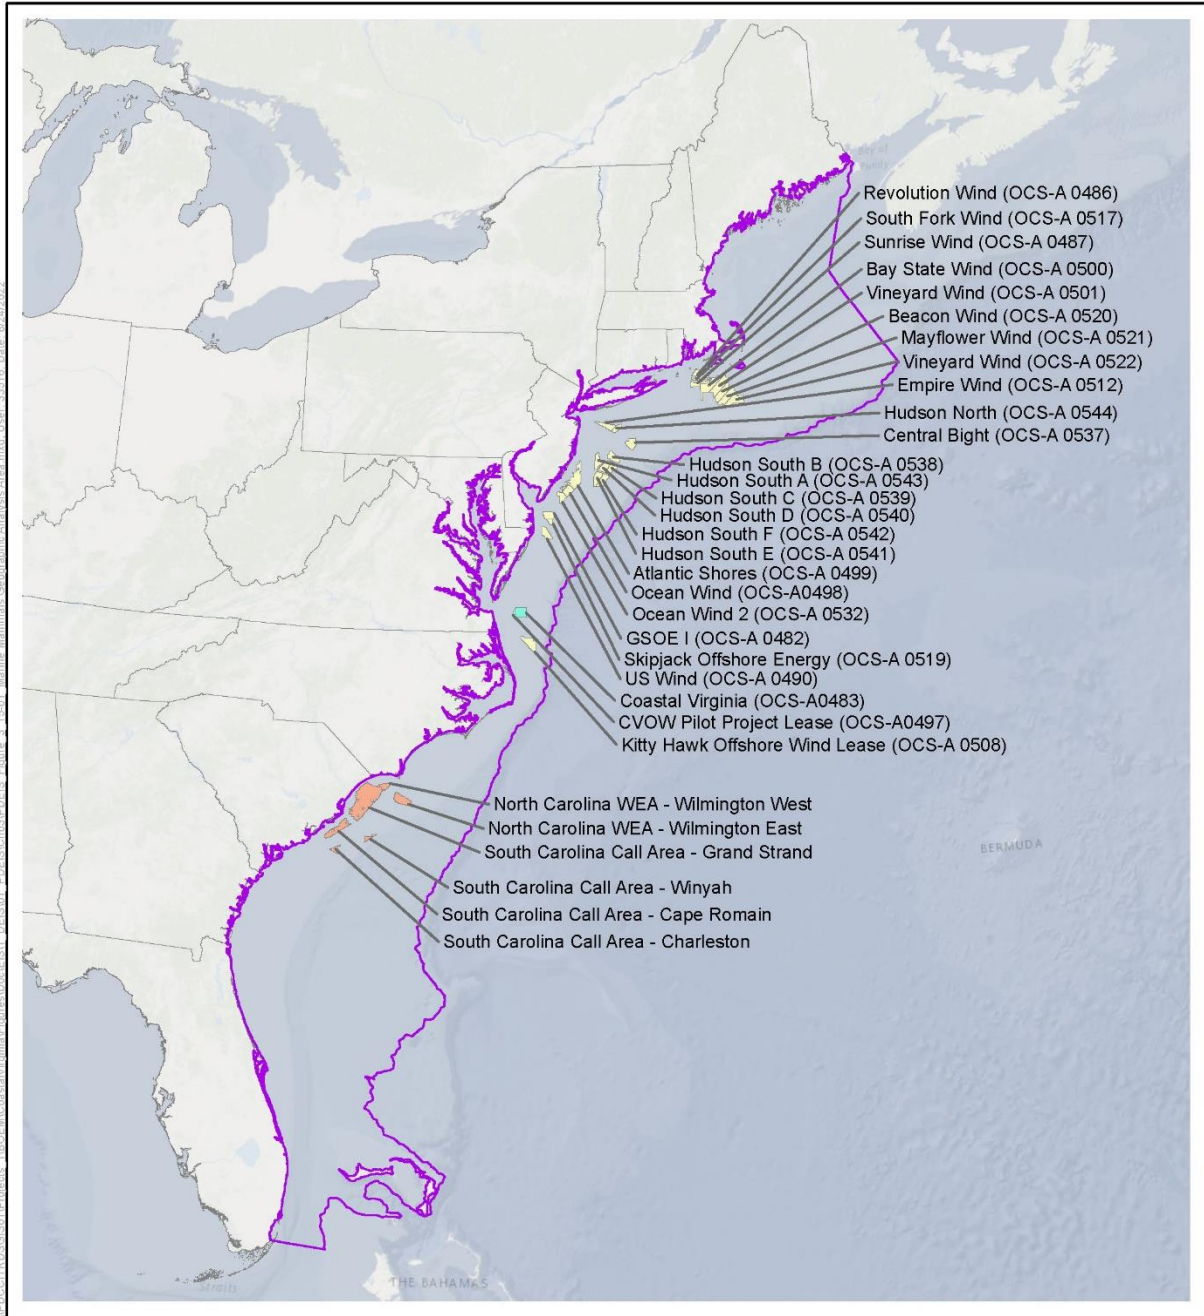 Bay of
Fundy
Revolution Wind (OCS-A 0486)
South Fork Wind (OCS-A 0517)
Sunrise Wind (OCS-A 0487)
Bay State Wind (OCS-A 0500)
Vineyard Wind (OCS-A 0501)
Beacon Wind (OCS-A 0520)
Mayflower Wind (OCS-A 0521)
Vineyard Wind (OCS-A 0522)
Empire Wind (OCS-A 0512)
Hudson North (OCS-A 0544)
Central Bight (OCS-A 0537)
Hudson South B (OCS-A 0538)
Hudson South A (OCS-A 0543)
Hudson South C (OCS-A 0539)
Hudson South D (OCS-A 0540)
Hudson South F (OCS-A 0542)
Hudson South E (OCS-A 0541)
Atlantic Shores (OCS-A 0499)
Ocean Wind (OCS-A0498)
Ocean Wind 2 (OCS-A 0532)
GSOE I (OCS-A 0482)
Skipjack Offshore Energy (OCS-A 0519)
US Wind (OCS-A 0490)
Coastal Virginia (OCS-A0483)
CVOW Pilot Project Lease (OCS-A0497)
Kitty Hawk Offshore Wind Lease (OCS-A 0508)
North Carolina WEA - Wilmington West
North Carolina WEA - Wilmington East
South Carolina Call Area - Grand Strand
BERMUDA
South Carolina Call Area - Winyah
South Carolina Call Area - Cape Romain
South Carolina Call Area - Charleston
THE BAHAMAS
Straits